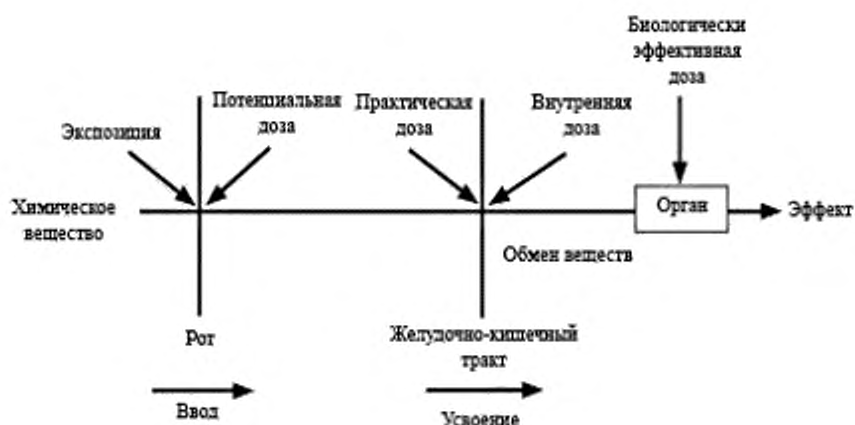 Биологически
эффективная
доза
Потенциальная
доза
Практическая
доза
Внутренняя
доза
Экспозиция
Химическое
вещество
Орган
Эффект
Обмен веществ
Рот
Желудочно-кишечный
тракт
Ввод
Усвоение